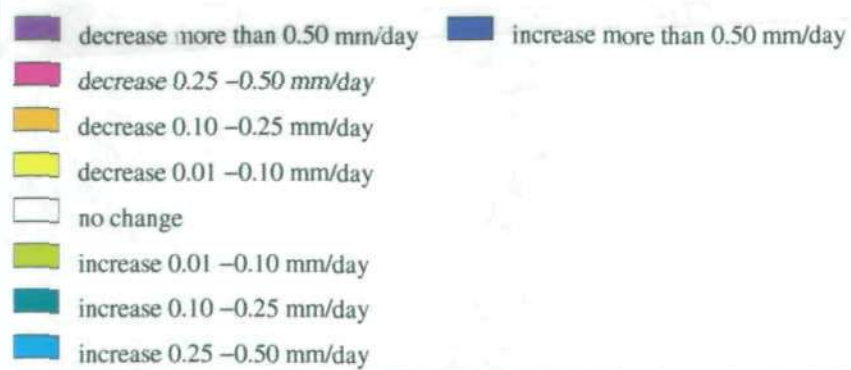 decrease more than 0.50 mm/day
increase more than 0.50 mm/day
decrease 0.25 –0.50 mm/day
decrease 0.10 –0.25 mm/day
decrease 0.01 –0.10 mm/day
no change
increase 0.01 –0.10 mm/day
increase 0.10 –0.25 mm/day
increase 0.25 –0.50 mm/day